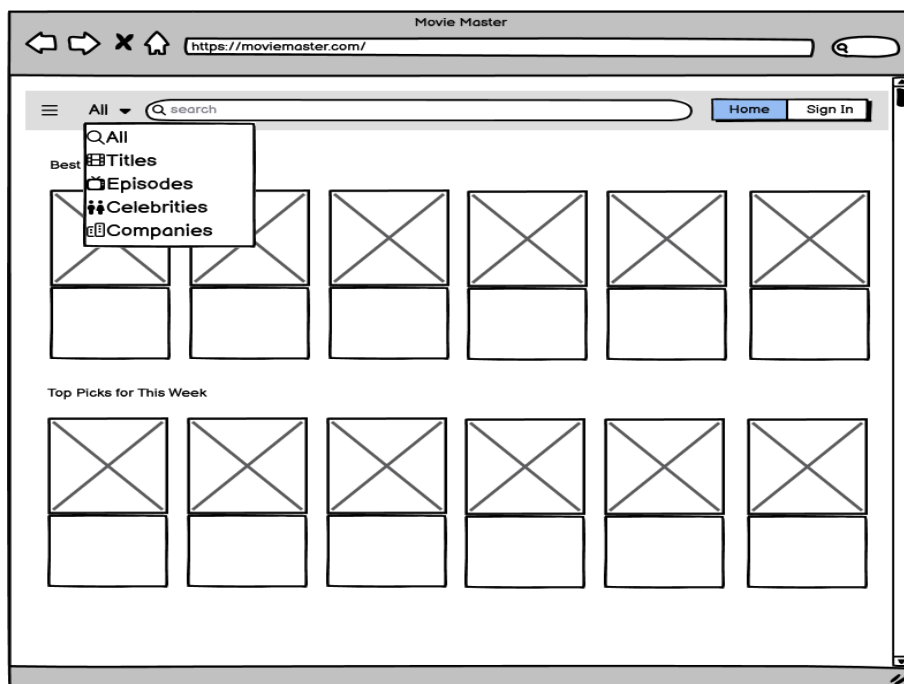 Movie Master
https://moviemaster.com/
All
search
Home
Sign In
All
Titles
Episodes
Celebrities
Companies
Best
Top Picks for This Week